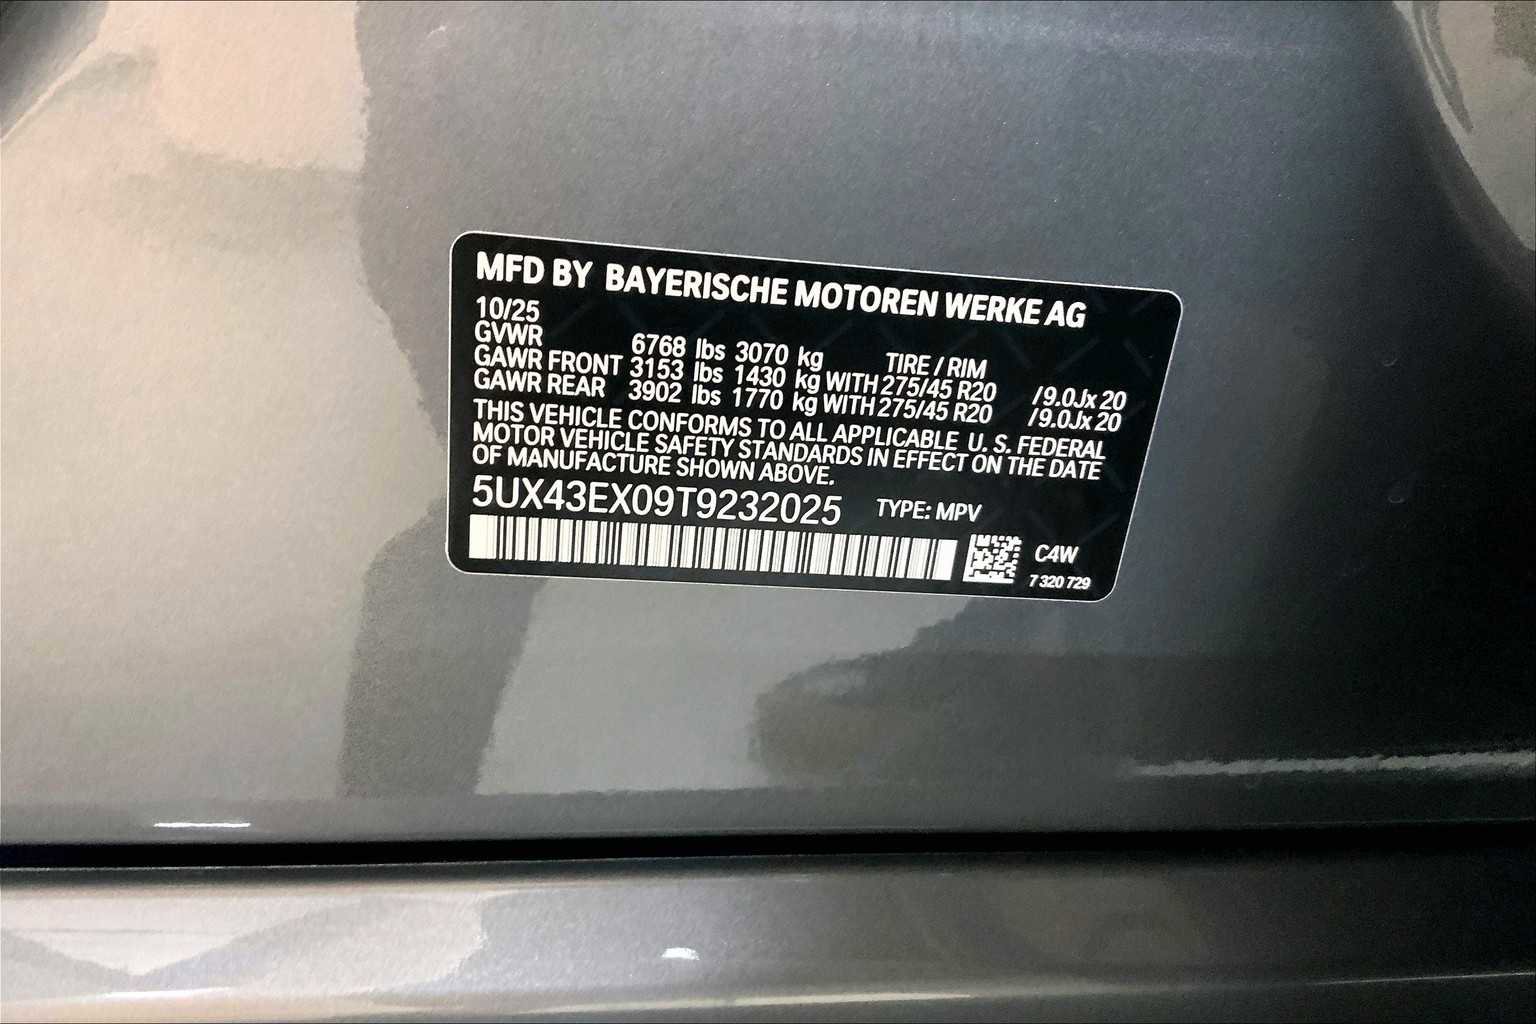 MFD BY BAYERISCHE MOTOREN WERKE AG
10/25
GVWR 6768 lbs 3070 kg TIRE / RIM
GAWR FRONT 3153 lbs 1430 kg WITH 275/45 R20 /9.0Jx 20
GAWR REAR 3902 lbs 1770 kg WITH 275/45 R20 /9.0Jx 20
THIS VEHICLE CONFORMS TO ALL APPLICABLE U. S. FEDERAL
MOTOR VEHICLE SAFETY STANDARDS IN EFFECT ON THE DATE
OF MANUFACTURE SHOWN ABOVE.
5UX43EX09T9232025 TYPE: MPV
C4W
7 320 729